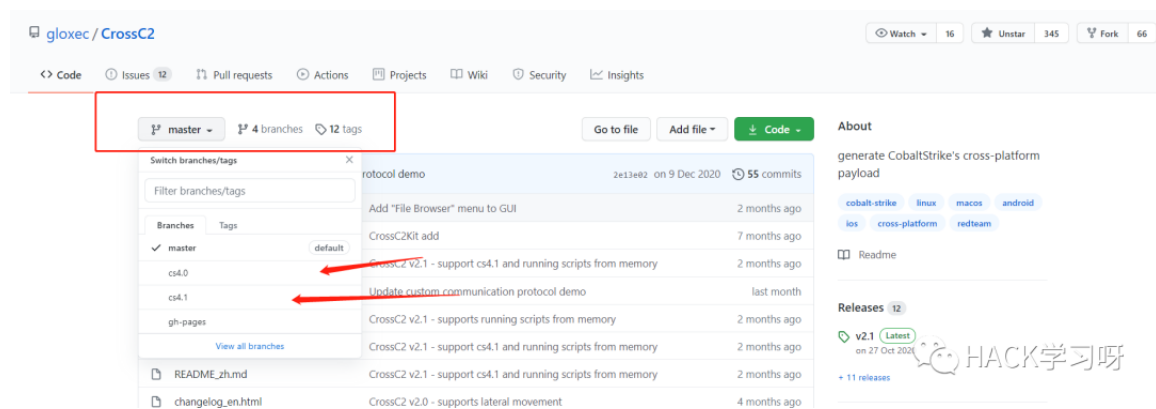 gloxec / CrossC2
Watch 16 Unstar 345 Fork 66
Code Issues 12 Pull requests Actions Projects Wiki Security Insights
master 4 branches 12 tags
Go to file Add file Code
Switch branches/tags
Filter branches/tags
Branches Tags
master default
cs4.0
cs4.1
gh-pages
View all branches
rotocol demo 2e13e02 on 9 Dec 2020 55 commits
Add "File Browser" menu to GUI 2 months ago
CrossC2Kit add 7 months ago
CrossC2 v2.1 - support cs4.1 and running scripts from memory 2 months ago
Update custom communication protocol demo last month
CrossC2 v2.1 - supports running scripts from memory 2 months ago
CrossC2 v2.1 - support cs4.1 and running scripts from memory 2 months ago
README_zh.md CrossC2 v2.1 - support cs4.1 and running scripts from memory 2 months ago
changelog_en.html CrossC2 v2.0 - supports lateral movement 4 months ago
About
generate CobaltStrike's cross-platform
payload
cobalt-strike linux macos android
ios cross-platform redteam
Readme
Releases 12
v2.1 Latest
on 27 Oct 2020
+ 11 releases
HACK学习呀